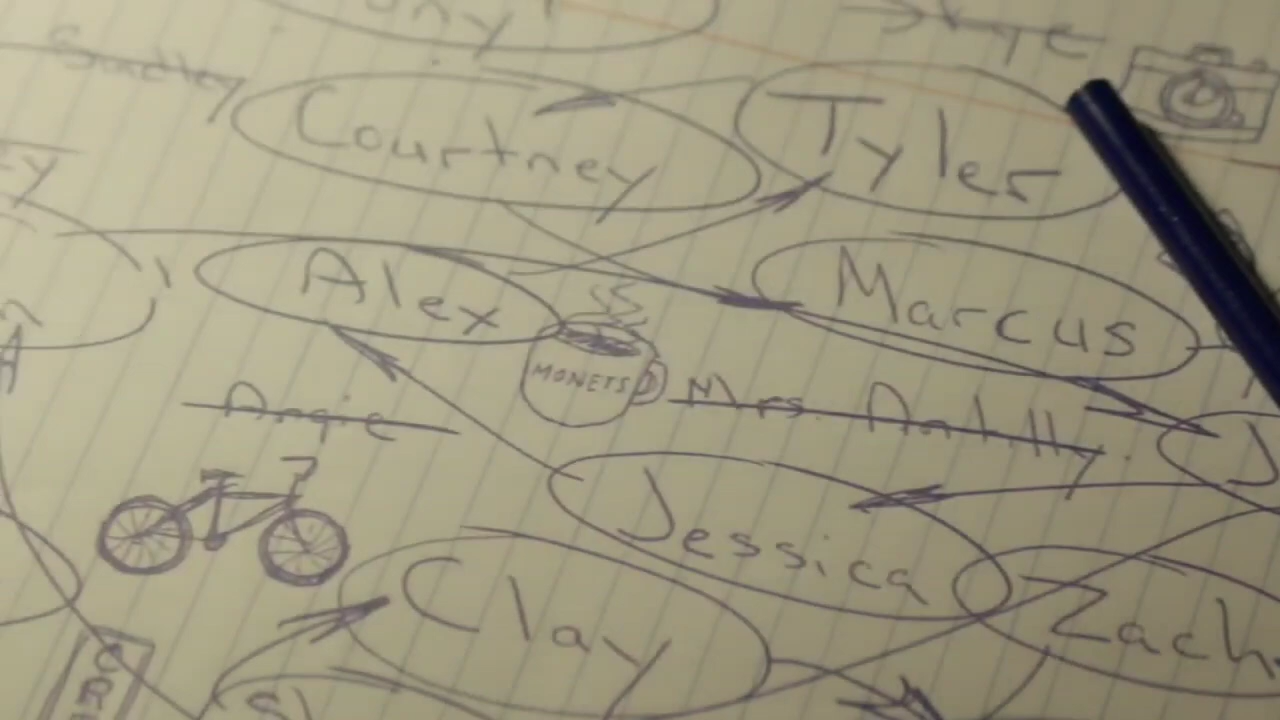 Courtney
Tyler
Alex
Marcus
MONETS
Mrs. Antilly
Angie
Jessica
Clay
Zach